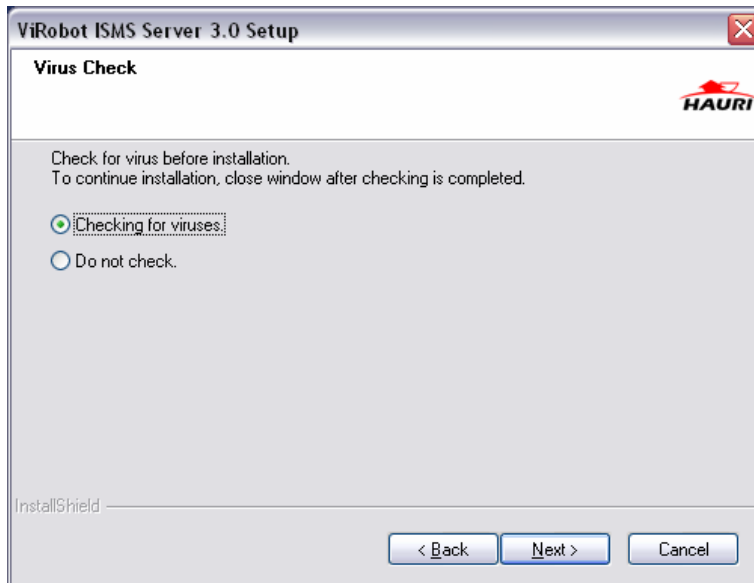 ViRobot ISMS Server 3.0 Setup
Virus Check
HAURI
Check for virus before installation.
To continue installation, close window after checking is completed.
Checking for viruses.
Do not check.
InstallShield
< Back
Next >
Cancel